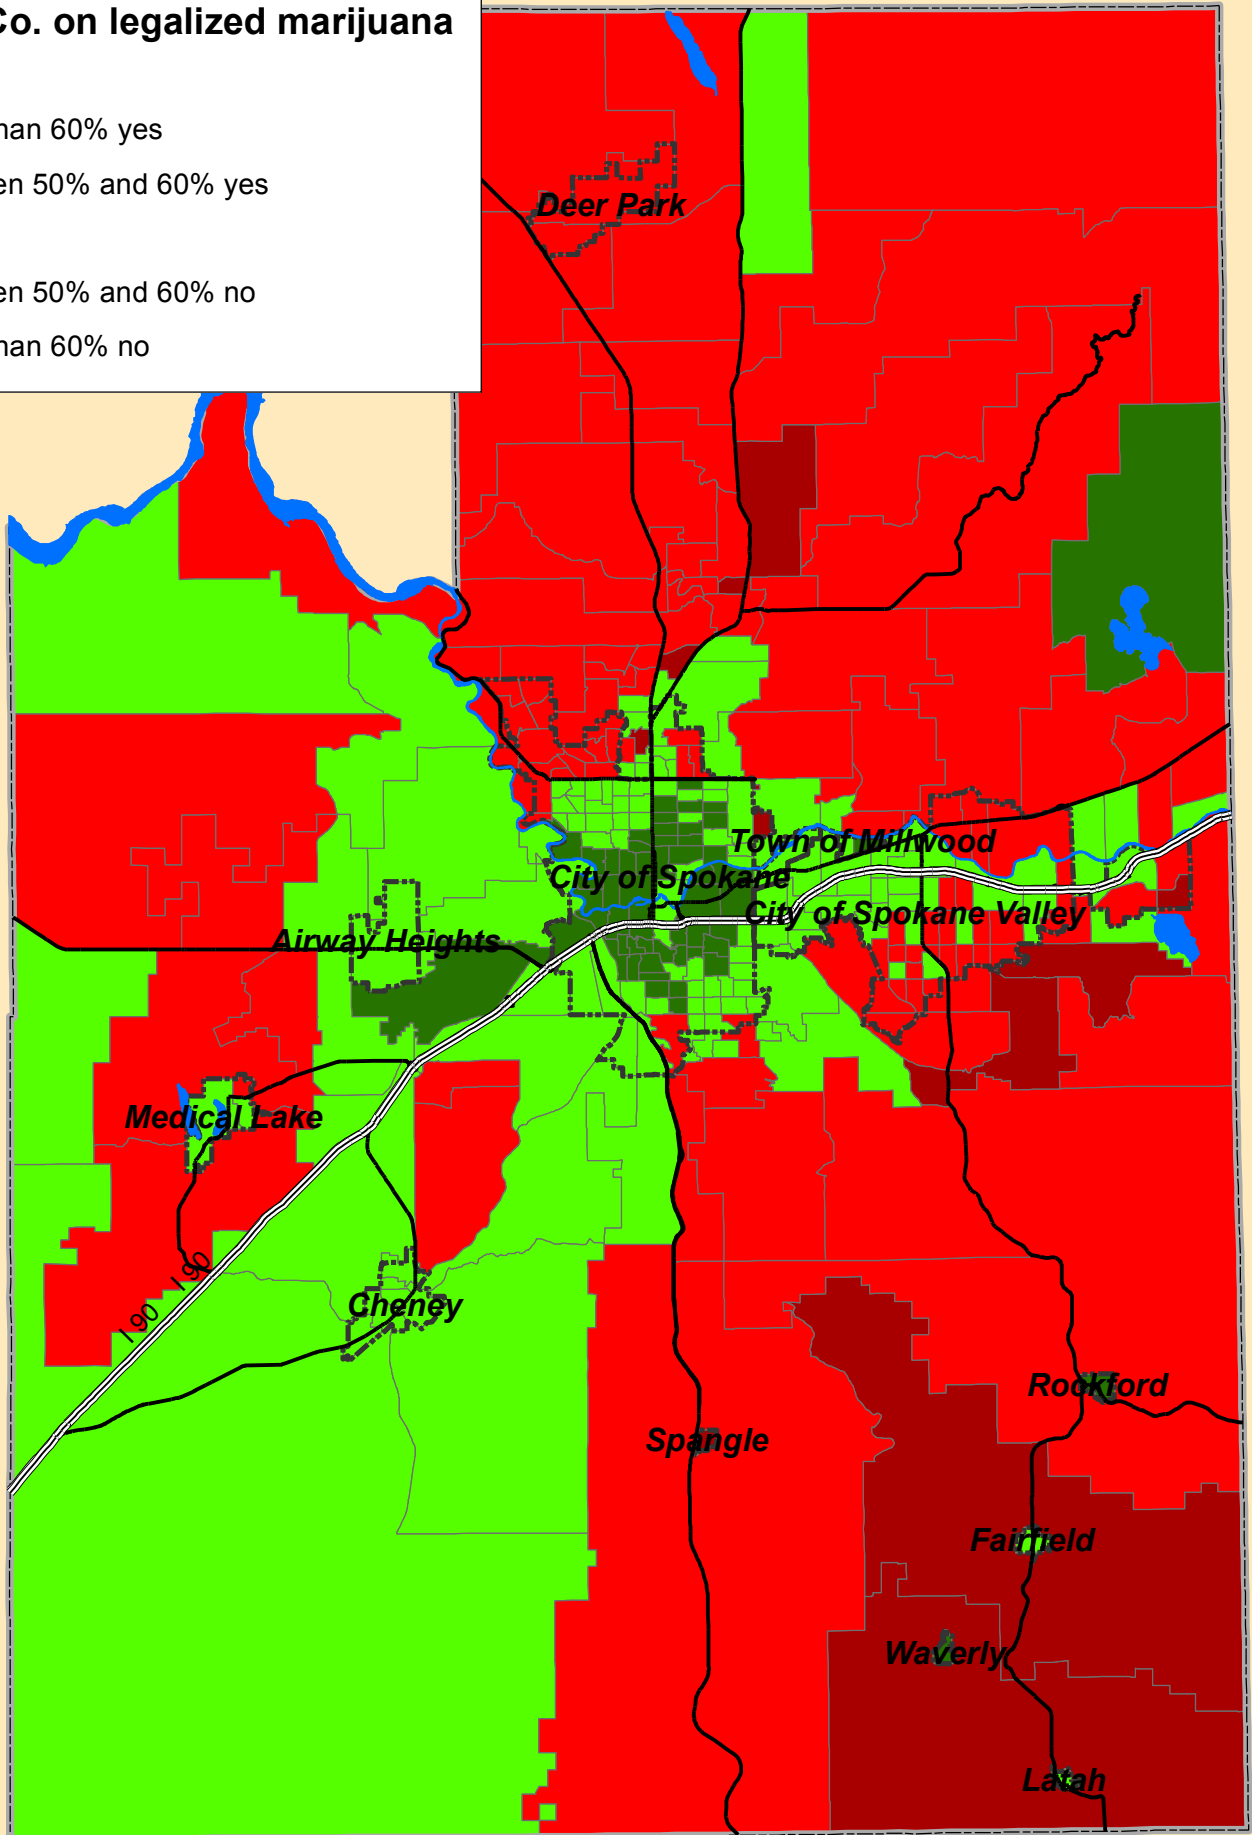 Co. on legalized marijuana
han 60% yes
en 50% and 60% yes
en 50% and 60% no
han 60% no
Deer Park
Town of Millwood
City of Spokane
City of Spokane Valley
Airway Heights
Medical Lake
I 90
I 90
Cheney
Rockford
Spangle
Fairfield
Waverly
Latah